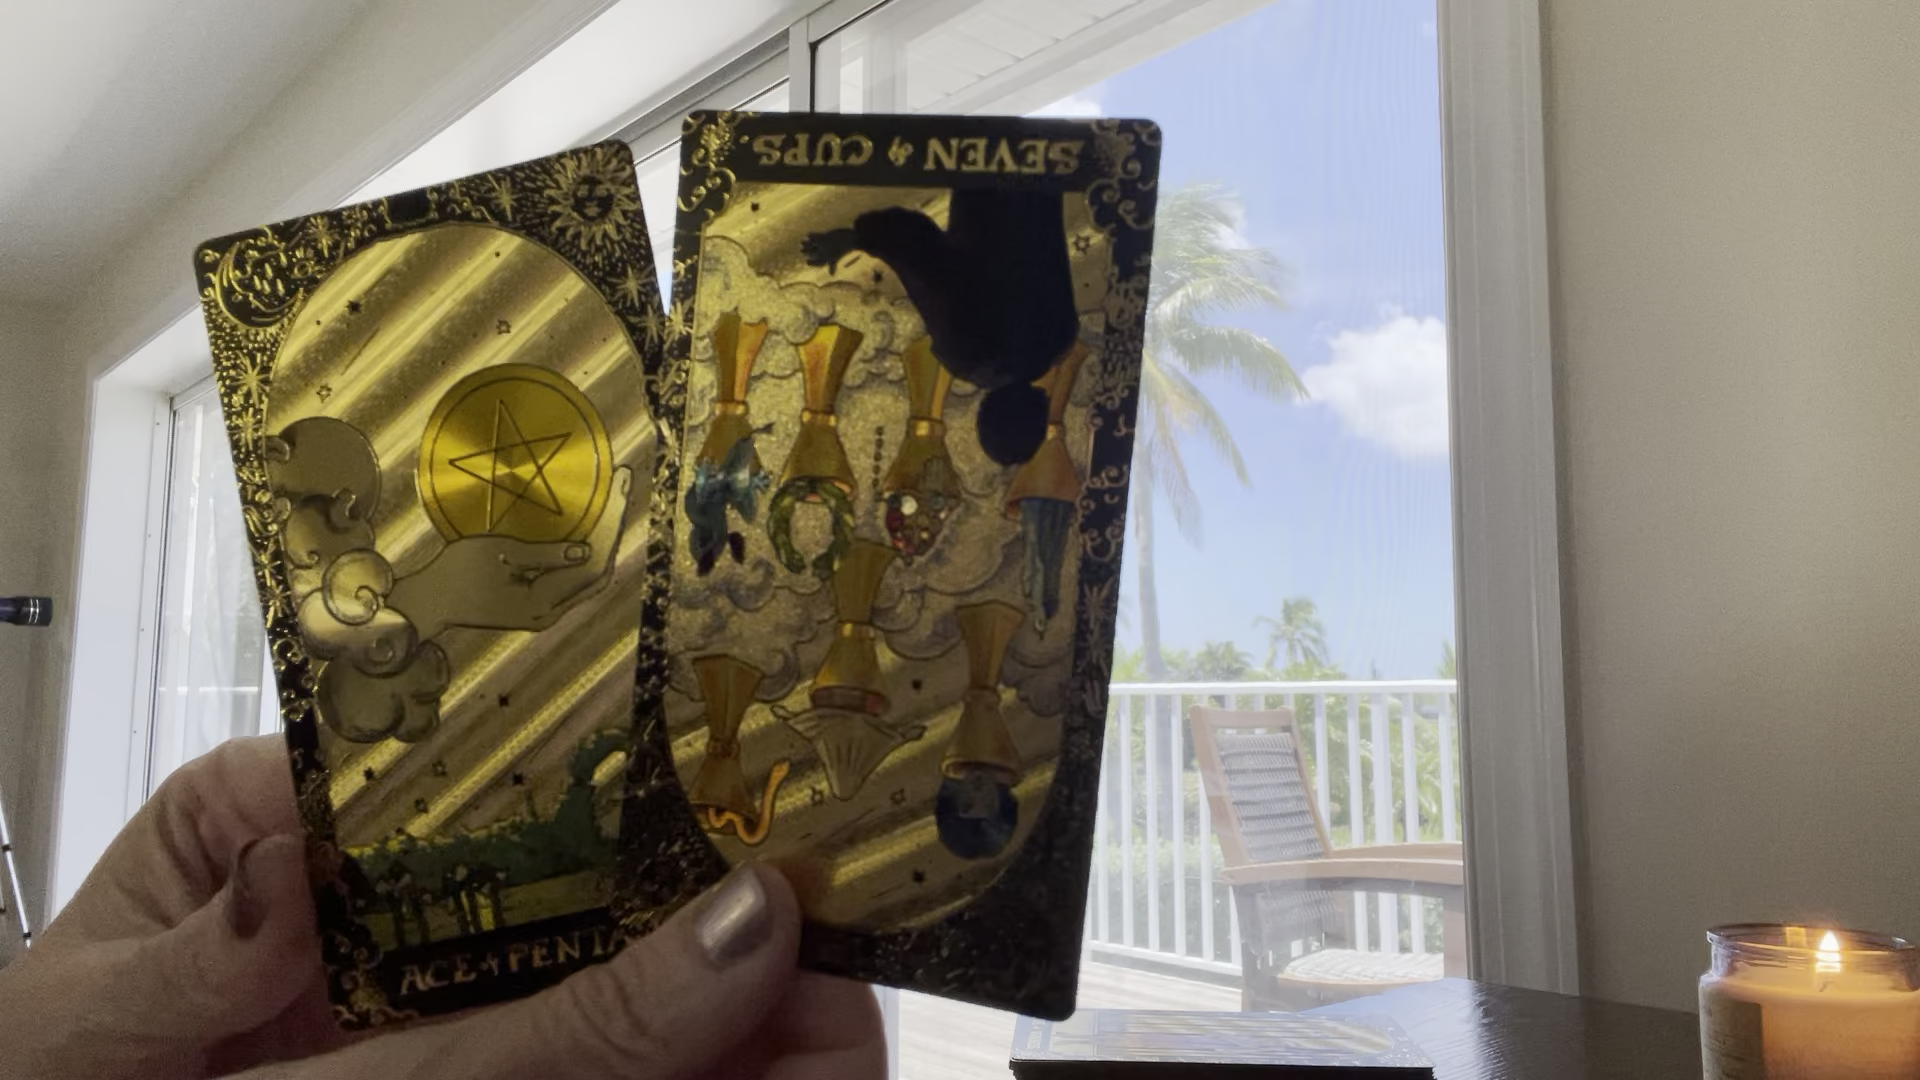 SEVEN of CUPS.
ACE of PENTA